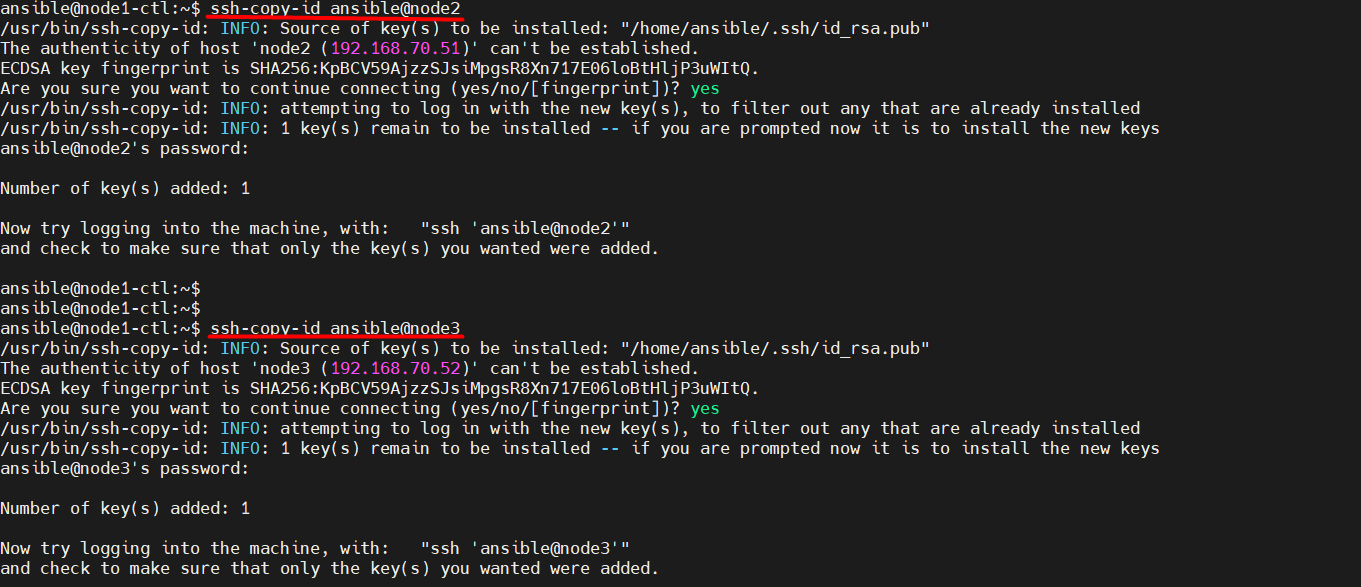 ansible@node1-ctl:~$ ssh-copy-id ansible@node2
/usr/bin/ssh-copy-id: INFO: Source of key(s) to be installed: "/home/ansible/.ssh/id_rsa.pub"
The authenticity of host 'node2 (192.168.70.51)' can't be established.
ECDSA key fingerprint is SHA256:KpBCV59AjzzSJsiMpgsR8Xn717E06loBtHljP3uWItQ.
Are you sure you want to continue connecting (yes/no/[fingerprint])? yes
/usr/bin/ssh-copy-id: INFO: attempting to log in with the new key(s), to filter out any that are already installed
/usr/bin/ssh-copy-id: INFO: 1 key(s) remain to be installed -- if you are prompted now it is to install the new keys
ansible@node2's password:
Number of key(s) added: 1
Now try logging into the machine, with:   "ssh 'ansible@node2'"
and check to make sure that only the key(s) you wanted were added.
ansible@node1-ctl:~$
ansible@node1-ctl:~$
ansible@node1-ctl:~$ ssh-copy-id ansible@node3
/usr/bin/ssh-copy-id: INFO: Source of key(s) to be installed: "/home/ansible/.ssh/id_rsa.pub"
The authenticity of host 'node3 (192.168.70.52)' can't be established.
ECDSA key fingerprint is SHA256:KpBCV59AjzzSJsiMpgsR8Xn717E06loBtHljP3uWItQ.
Are you sure you want to continue connecting (yes/no/[fingerprint])? yes
/usr/bin/ssh-copy-id: INFO: attempting to log in with the new key(s), to filter out any that are already installed
/usr/bin/ssh-copy-id: INFO: 1 key(s) remain to be installed -- if you are prompted now it is to install the new keys
ansible@node3's password:
Number of key(s) added: 1
Now try logging into the machine, with:   "ssh 'ansible@node3'"
and check to make sure that only the key(s) you wanted were added.